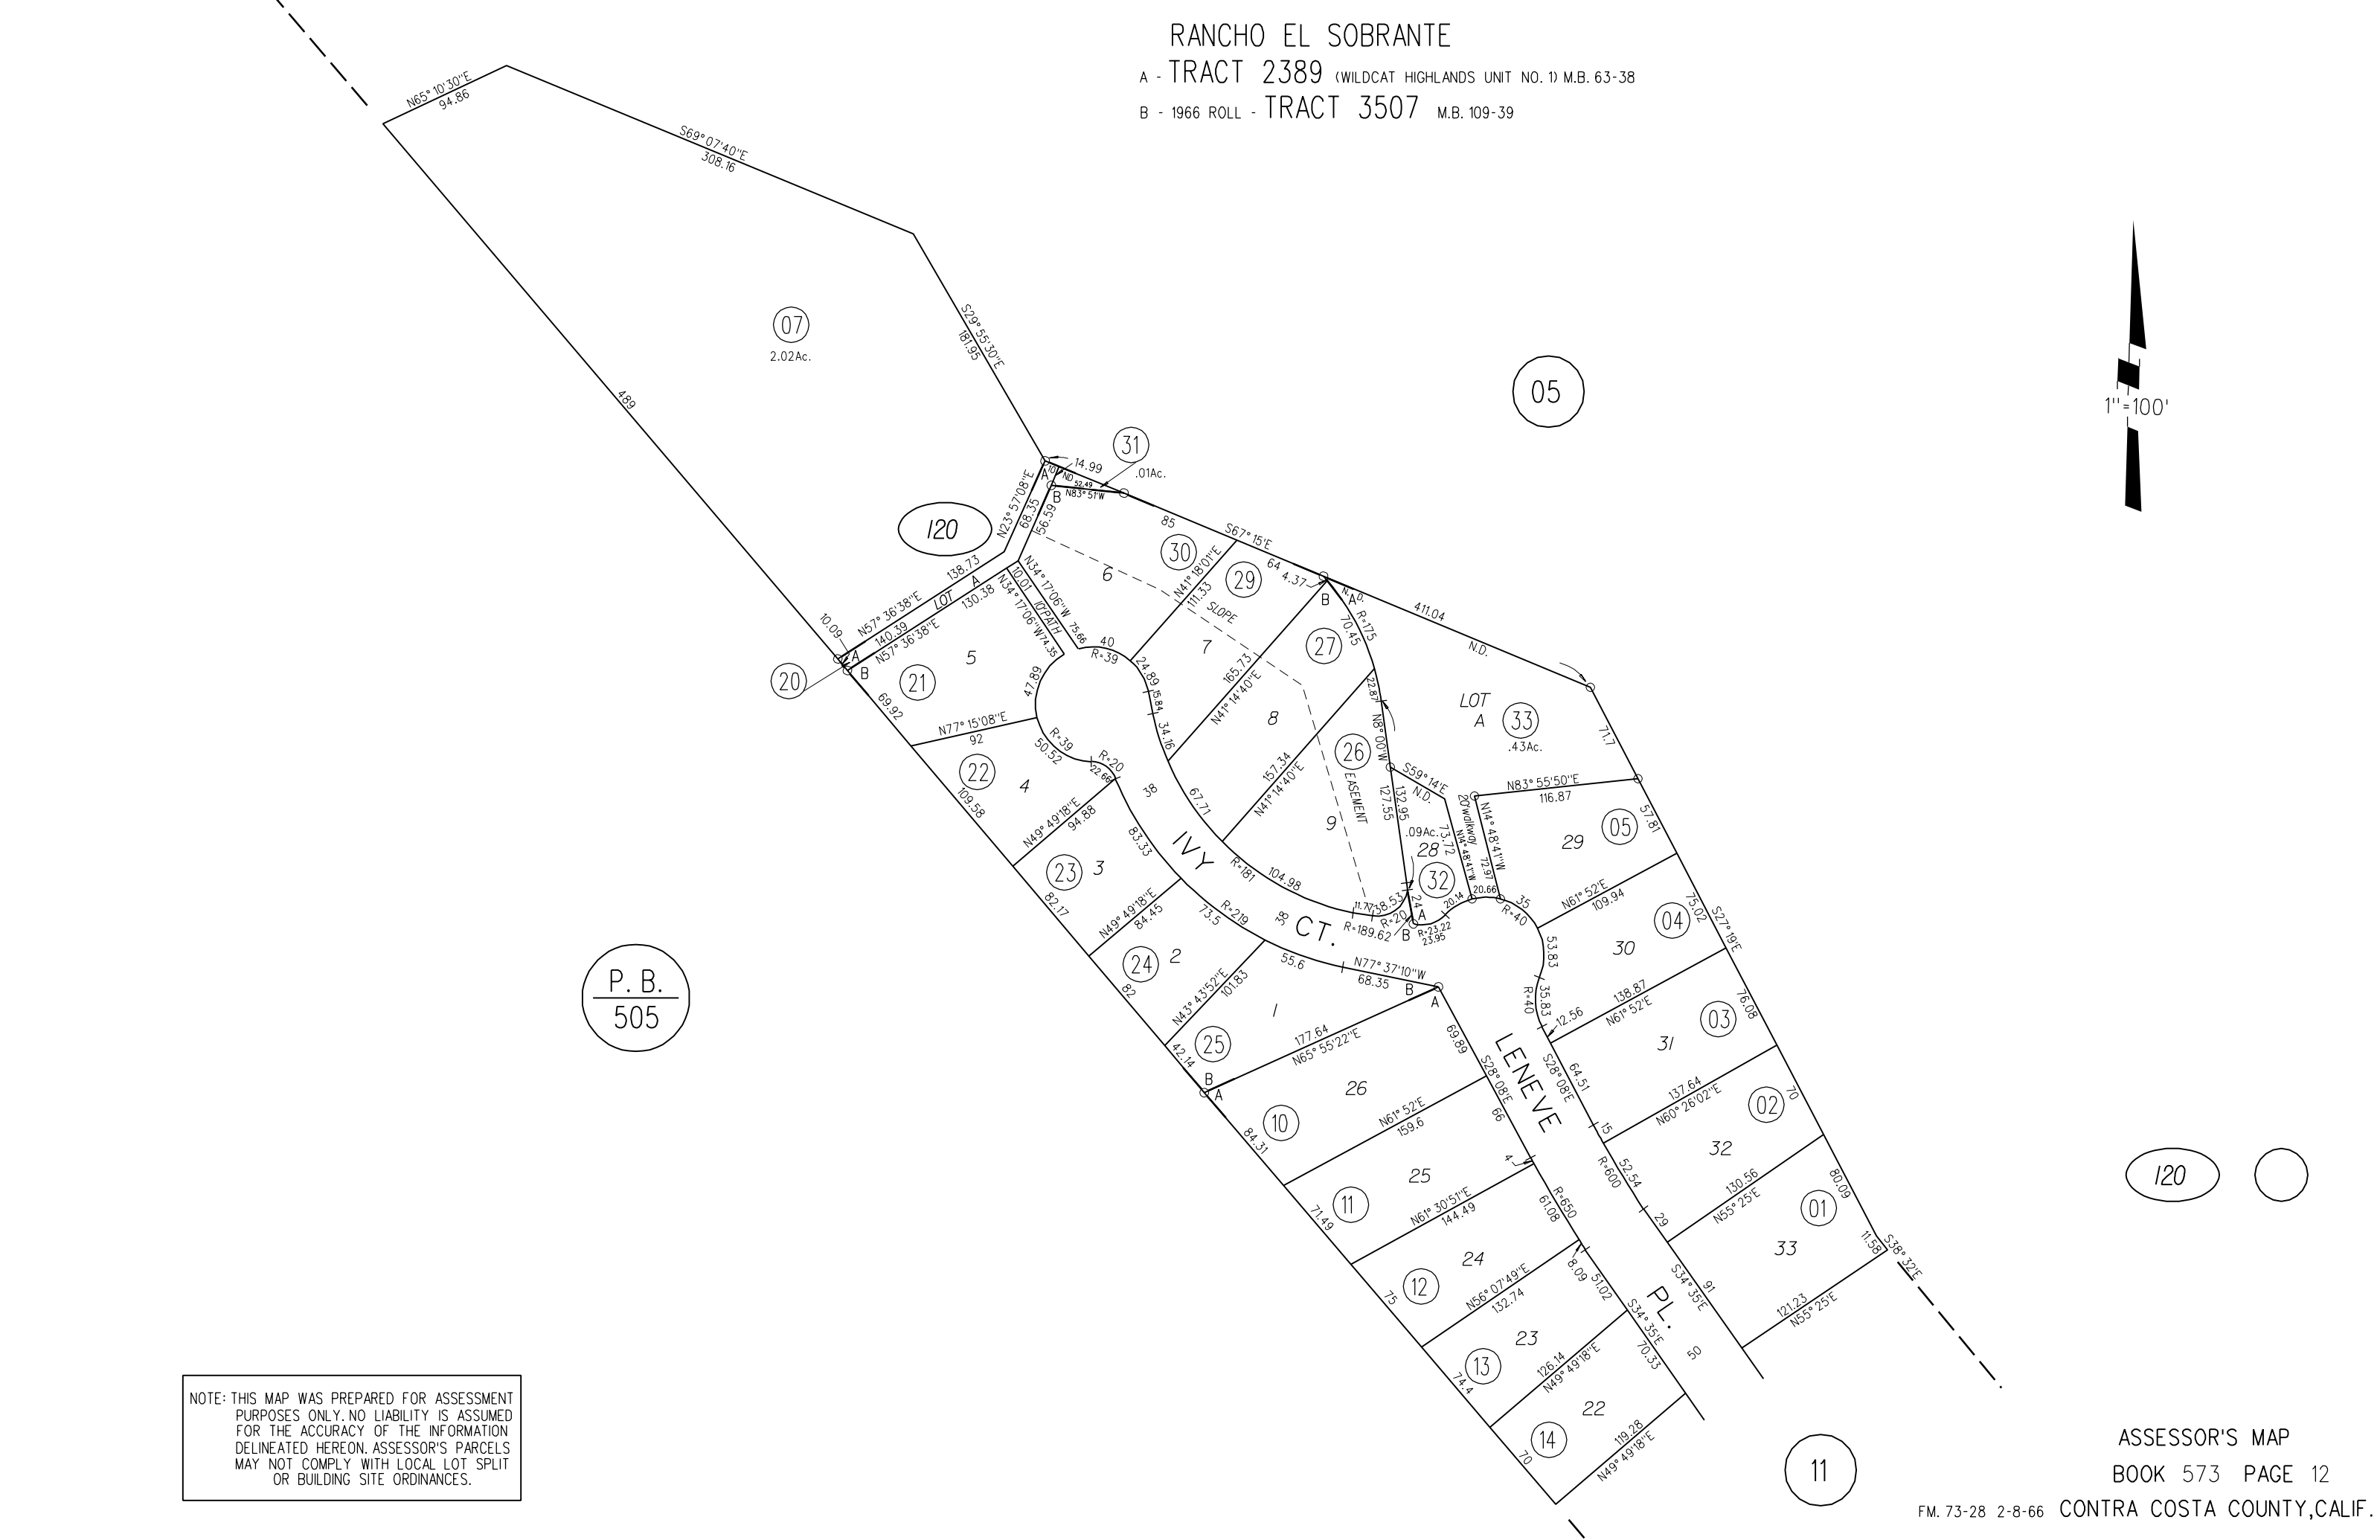 RANCHO EL SOBRANTE
A - TRACT 2389 (WILDCAT HIGHLANDS UNIT NO. 1) M.B. 63-38
B - 1966 ROLL - TRACT 3507 M.B. 109-39
N65° 10'30"E
94.86
S69° 07'40"E
308.16
07
2.02Ac.
S29° 55'30"E
181.95
489
05
1"=100'
31
.01Ac.
14.99
A
10'
ND
52.49
N83° 51'W
B
N23° 57'08"E
68.35
56.59
120
85
S67° 15'E
30
29
64
4.37
B
A
N.D.
411.04
N.D.
6
N41° 18'01"E
111.33
SLOPE
138.73
N57° 36'38"E
LOT A
130.38
140.39
N57° 36'38"E
10.09
A
B
20
21
5
N34° 17'06"W
75.66
10.01
10'PATH
N34° 17'06"W
74.35
40
R=39
24.89
15.84
34.16
7
165.73
N41° 14'40"E
27
R=175
70.45
22.87
N8° 00'W
LOT
A
33
.43Ac.
71.7
69.92
N77° 15'08"E
92
47.89
R=39
50.52
R=20
22.66
22
4
109.58
N49° 49'18"E
94.88
38
67.71
8
157.34
N41° 14'40"E
26
EASEMENT
9
132.95
127.55
S59° 14'E
N.D.
.09Ac.
28
32
73.72
20'walkway
N14° 48'41"W
N14° 48'41"W
72.97
20.66
N83° 55'50"E
116.87
57.81
05
29
23
3
83.33
82.17
N49° 49'18"E
84.45
IVY
CT.
R=181
104.98
11.77
38.53
R=20
24
R=189.62
A
B
R=23.22
23.95
20.14
35
R=40
N61° 52'E
109.94
75.02
S27° 19'E
04
30
53.83
R=219
73.5
38
24
2
82
N43° 43'52"E
101.83
55.6
N77° 37'10"W
68.35
B
A
1
25
42.14
B
A
177.64
N65° 55'22"E
R=40
35.83
12.56
138.87
N61° 52'E
76.08
03
31
P. B.
505
69.89
S28° 08'E
66
LENEVE
S28° 08'E
64.51
26
10
84.31
N61° 52'E
159.6
137.64
N60° 26'02"E
02
70
32
15
R=600
52.54
25
11
71.49
4
N61° 30'51"E
144.49
R=650
61.08
130.56
N55° 25'E
80.09
01
29
33
11.58
S38° 32'E
120
24
12
75
N56° 07'49"E
132.74
8.09
51.02
S34° 35'E
91
121.23
N55° 25'E
PL.
S34° 35'E
70.33
50
23
13
74.4
126.14
N49° 49'18"E
22
14
70
119.28
N49° 49'18"E
11
NOTE: THIS MAP WAS PREPARED FOR ASSESSMENT
PURPOSES ONLY. NO LIABILITY IS ASSUMED
FOR THE ACCURACY OF THE INFORMATION
DELINEATED HEREON. ASSESSOR'S PARCELS
MAY NOT COMPLY WITH LOCAL LOT SPLIT
OR BUILDING SITE ORDINANCES.
ASSESSOR'S MAP
BOOK 573 PAGE 12
FM. 73-28 2-8-66 CONTRA COSTA COUNTY,CALIF.